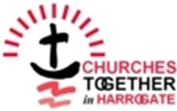 CHURCHES
TOGETHER
in HARROGATE